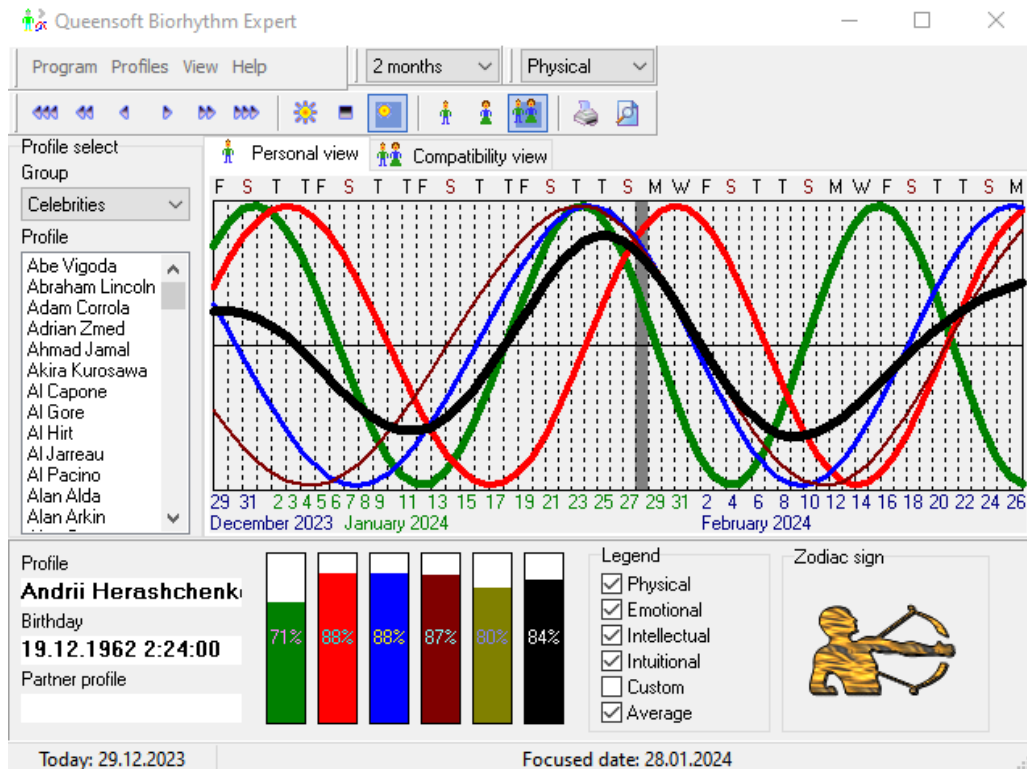 Queensoft Biorhythm Expert
Program Profiles View Help
2 months
Physical
Profile select
Group
Celebrities
Profile
Abe Vigoda
Abraham Lincoln
Adam Corrola
Adrian Zmed
Ahmad Jamal
Akira Kurosawa
Al Capone
Al Gore
Al Hirt
Al Jarreau
Al Pacino
Alan Alda
Alan Arkin
Personal view
Compatibility view
F S T T F S T T F S T T F S T T S M W F S T T S M W F S T T S M
29 31 2 3 4 5 6 7 8 9 11 13 15 17 19 21 23 25 27 29 31 2 4 6 8 10 12 14 16 18 20 22 24 26
December 2023 January 2024 February 2024
Profile
Andrii Herashchenk
Birthday
19.12.1962 2:24:00
Partner profile
71% 88% 88% 87% 80% 84%
Legend
Physical
Emotional
Intellectual
Intuitional
Custom
Average
Zodiac sign
Today: 29.12.2023
Focused date: 28.01.2024